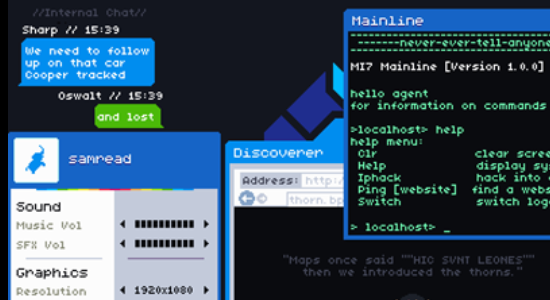 //Internal Chat//
Sharp // 15:39
We need to follow
up on that car
Cooper tracked
Oswalt // 15:39
and lost
samread
Sound
Music Vol
SFX Vol
Graphics
Resolution
1920x1080
Discoverer
Address: http:
thorn.bp
Mainline
-------never-ever-tell-anyone
MI7 Mainline [Version 1.0.0]
hello agent
for information on commands
>localhost> help
help menu:
Clr clear scree
Help display sy
Iphack hack into
Ping [website] find a webs
Switch switch log
> localhost> _
"Maps once said ""HIC SVNT LEONES""
then we introduced the thorns."